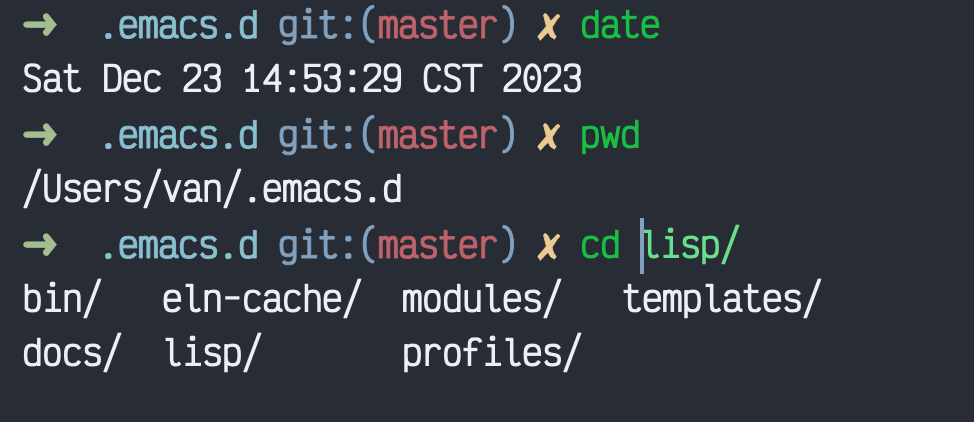 ➜ .emacs.d git:(master) ✗ date
Sat Dec 23 14:53:29 CST 2023
➜ .emacs.d git:(master) ✗ pwd
/Users/van/.emacs.d
➜ .emacs.d git:(master) ✗ cd lisp/
bin/ eln-cache/ modules/ templates/
docs/ lisp/ profiles/